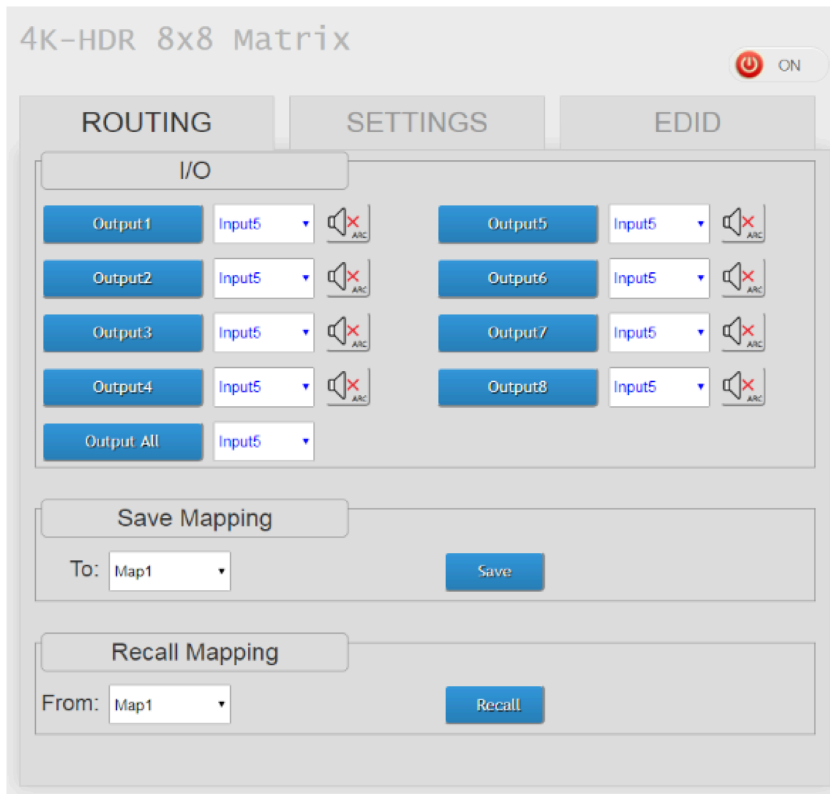 4K-HDR 8x8 Matrix
ON
ROUTING SETTINGS EDID
I/O
Output1 Input5 ARC Output5 Input5 ARC
Output2 Input5 ARC Output6 Input5 ARC
Output3 Input5 ARC Output7 Input5 ARC
Output4 Input5 ARC Output8 Input5 ARC
Output All Input5
Save Mapping
To: Map1 Save
Recall Mapping
From: Map1 Recall